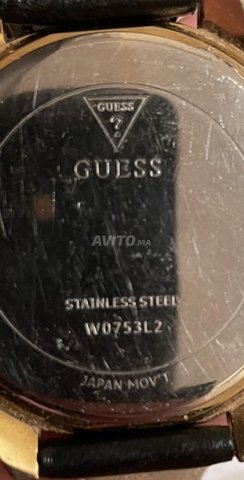 GUESS
?
GUESS
AVITO.MA
STAINLESS STEEL
W0753L2
JAPAN MOV'T